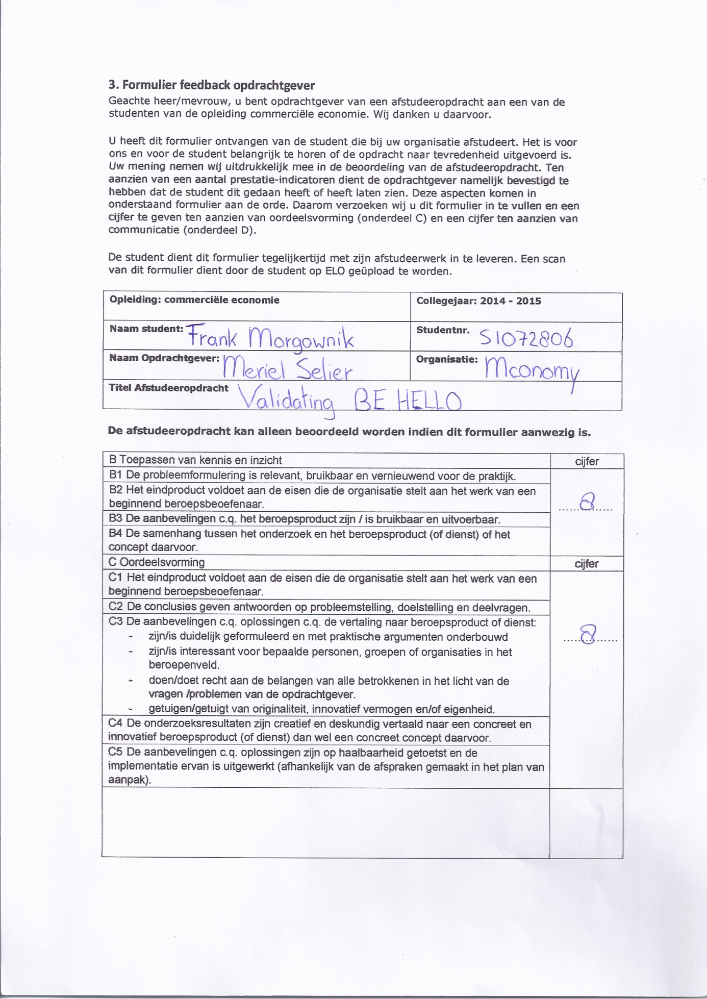 3. Formulier feedback opdrachtgever
Geachte heer/mevrouw, u bent opdrachtgever van een afstudeeropdracht aan een van de
studenten van de opleiding commerciële economie. Wij danken u daarvoor.
U heeft dit formulier ontvangen van de student die bij uw organisatie afstudeert. Het is voor
ons en voor de student belangrijk te horen of de opdracht naar tevredenheid uitgevoerd is.
Uw mening nemen wij uitdrukkelijk mee in de beoordeling van de afstudeeropdracht. Ten
aanzien van een aantal prestatie-indicatoren dient de opdrachtgever namelijk bevestigd te
hebben dat de student dit gedaan heeft of heeft laten zien. Deze aspecten komen in
onderstaand formulier aan de orde. Daarom verzoeken wij u dit formulier in te vullen en een
cijfer te geven ten aanzien van oordeelsvorming (onderdeel C) en een cijfer ten aanzien van
communicatie (onderdeel D).
De student dient dit formulier tegelijkertijd met zijn afstudeerwerk in te leveren. Een scan
van dit formulier dient door de student op ELO geüpload te worden.
Opleiding: commerciële economie Collegejaar: 2014 - 2015
Naam student: Frank Morgownik Studentnr. S1072806
Naam Opdrachtgever: Meriel Selier Organisatie: Mconomy
Titel Afstudeeropdracht Validating BE HELLO
De afstudeeropdracht kan alleen beoordeeld worden indien dit formulier aanwezig is.
B Toepassen van kennis en inzicht cijfer
B1 De probleemformulering is relevant, bruikbaar en vernieuwend voor de praktijk.
B2 Het eindproduct voldoet aan de eisen die de organisatie stelt aan het werk van een
beginnend beroepsbeoefenaar.
8
B3 De aanbevelingen c.q. het beroepsproduct zijn / is bruikbaar en uitvoerbaar.
B4 De samenhang tussen het onderzoek en het beroepsproduct (of dienst) of het
concept daarvoor.
C Oordeelsvorming cijfer
C1 Het eindproduct voldoet aan de eisen die de organisatie stelt aan het werk van een
beginnend beroepsbeoefenaar.
C2 De conclusies geven antwoorden op probleemstelling, doelstelling en deelvragen.
C3 De aanbevelingen c.q. oplossingen c.q. de vertaling naar beroepsproduct of dienst:
- zijn/is duidelijk geformuleerd en met praktische argumenten onderbouwd
8
- zijn/is interessant voor bepaalde personen, groepen of organisaties in het
beroepenveld.
- doen/doet recht aan de belangen van alle betrokkenen in het licht van de
vragen /problemen van de opdrachtgever.
- getuigen/getuigt van originaliteit, innovatief vermogen en/of eigenheid.
C4 De onderzoeksresultaten zijn creatief en deskundig vertaald naar een concreet en
innovatief beroepsproduct (of dienst) dan wel een concreet concept daarvoor.
C5 De aanbevelingen c.q. oplossingen zijn op haalbaarheid getoetst en de
implementatie ervan is uitgewerkt (afhankelijk van de afspraken gemaakt in het plan van
aanpak).